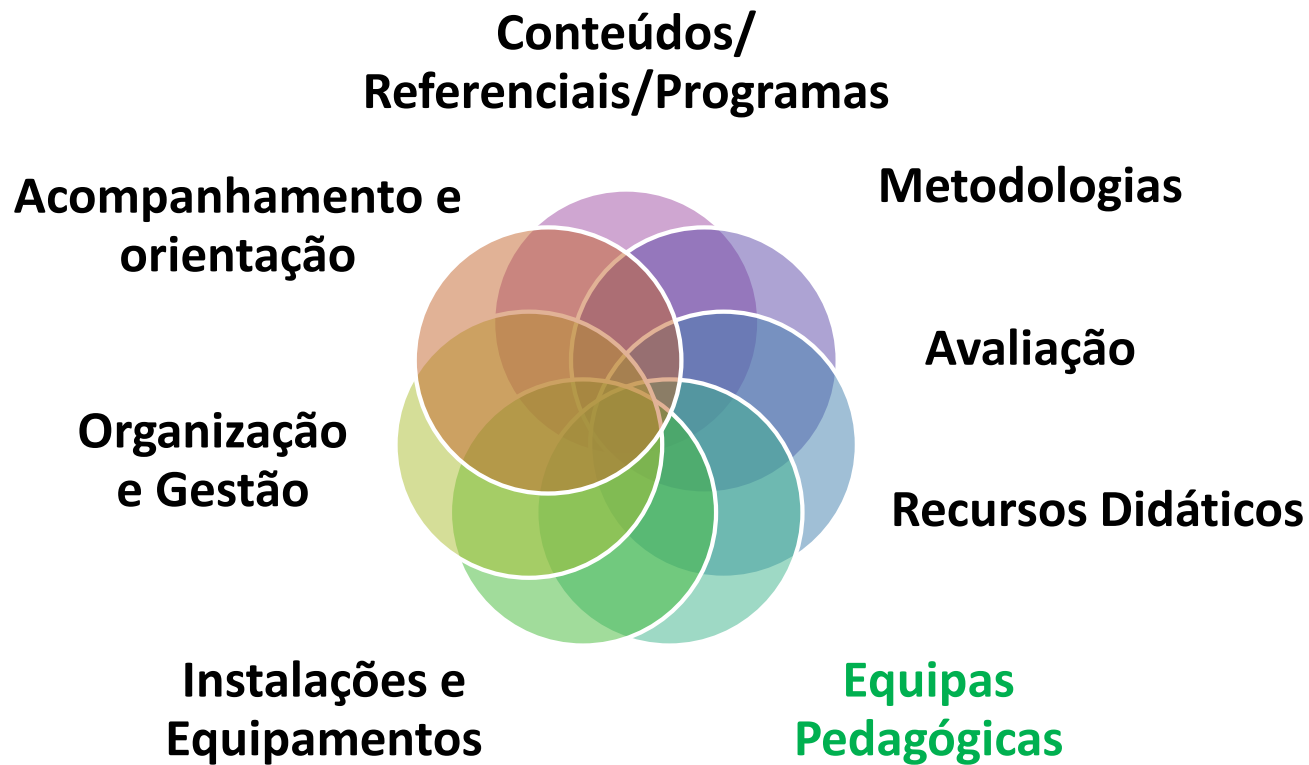 Conteúdos/
Referenciais/Programas
Acompanhamento e
orientação
Metodologias
Avaliação
Organização
e Gestão
Recursos Didáticos
Instalações e
Equipamentos
Equipas
Pedagógicas